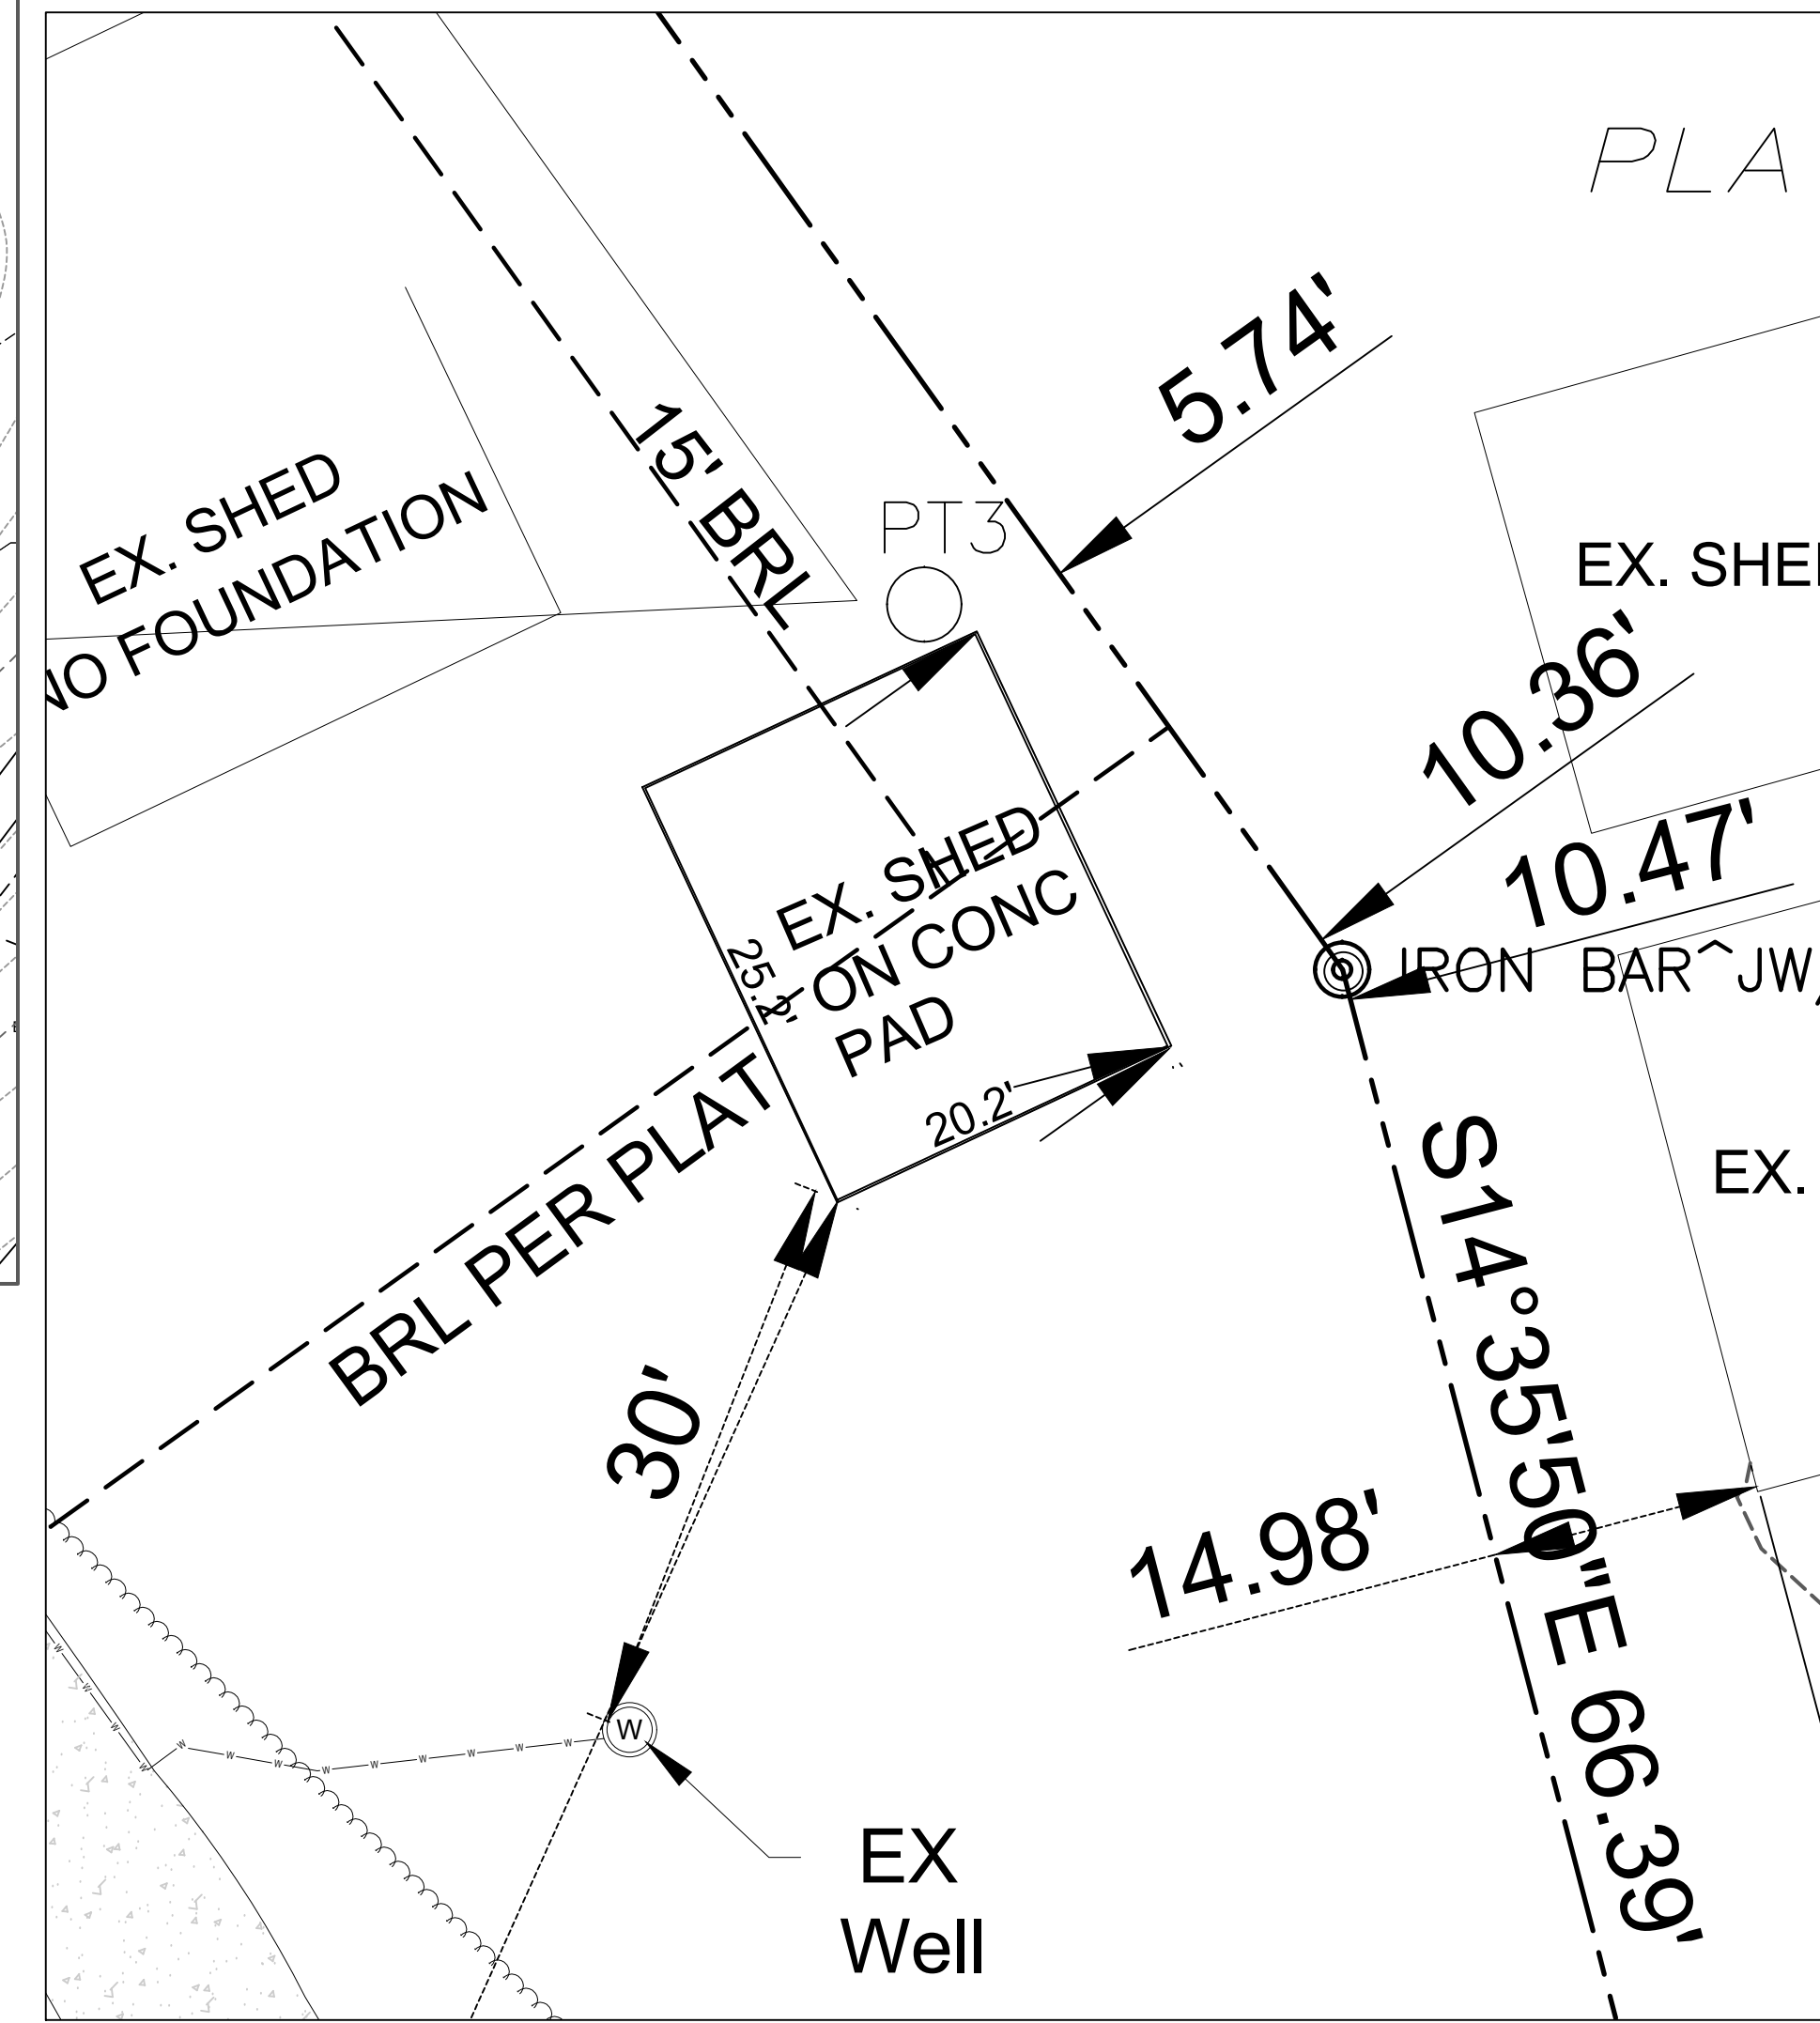 PLA
5.74'
15' BRL
EX. SHED
NO FOUNDATION
PT3
EX. SHE
10.36'
10.47'
IRON BAR^JW
EX. SHED
ON CONC
PAD
25.2'
20.2'
BRL PER PLAT
S14°35'50"E 66.39'
EX.
30'
14.98'
W
EX
Well
W W W W W W W W W W W W W